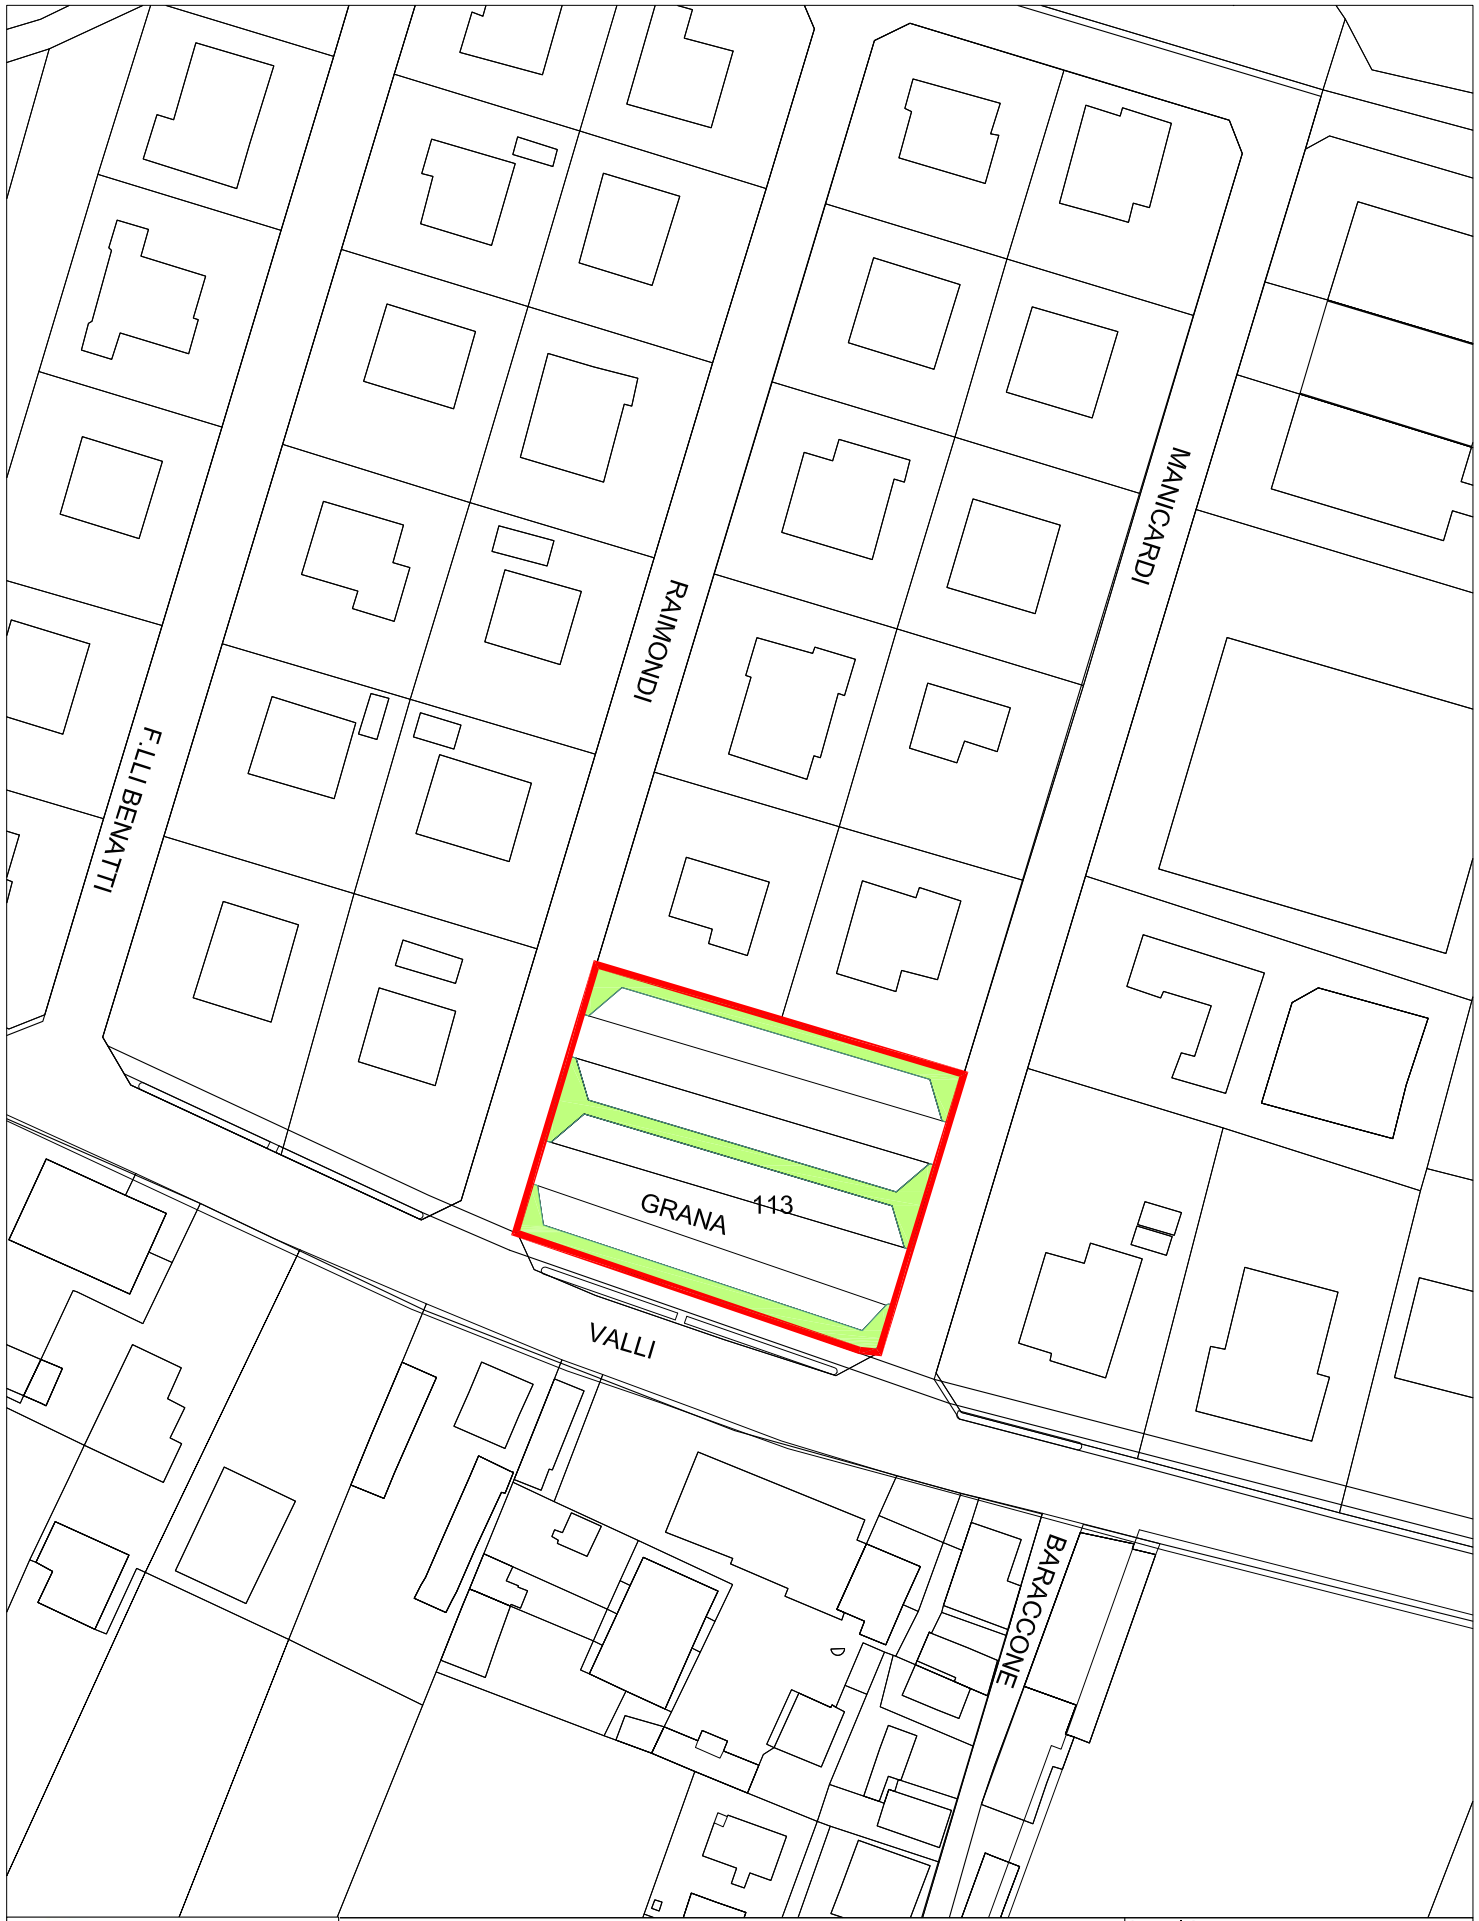 MANICARDI
RAIMONDI
F.LLI BENATTI
113
GRANA
VALLI
BARACCONE